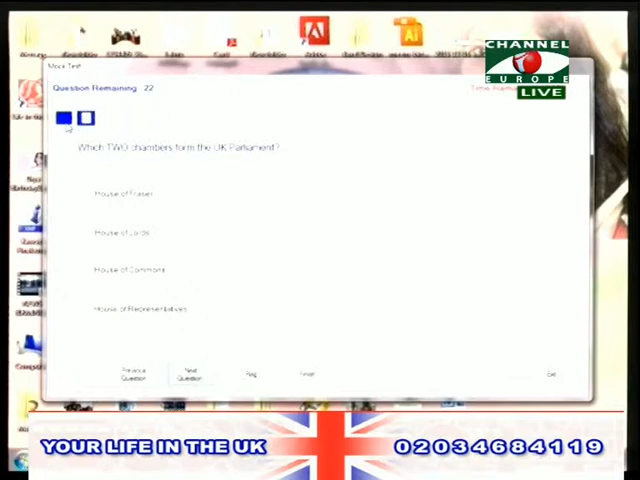 CHANNEL
EUROPE
LIVE
Mock Test
Question Remaining 22
Which TWO chambers form the UK Parliament?
House of Fraser
House of Lords
House of Commons
House of Representatives
Previous Question
Next Question
Finish
Exit
YOUR LIFE IN THE UK
02034684119